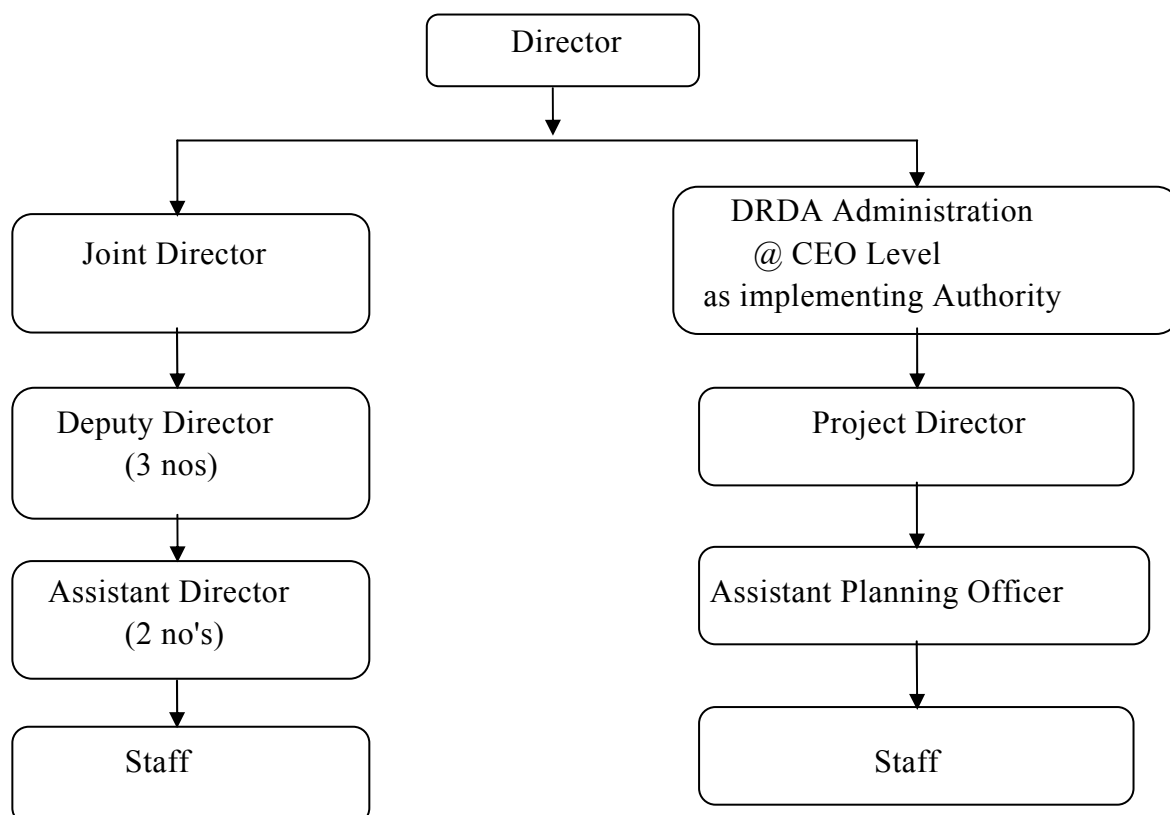 Director
Joint Director
DRDA Administration
@ CEO Level
as implementing Authority
Deputy Director
(3 nos)
Project Director
Assistant Director
(2 no's)
Assistant Planning Officer
Staff
Staff